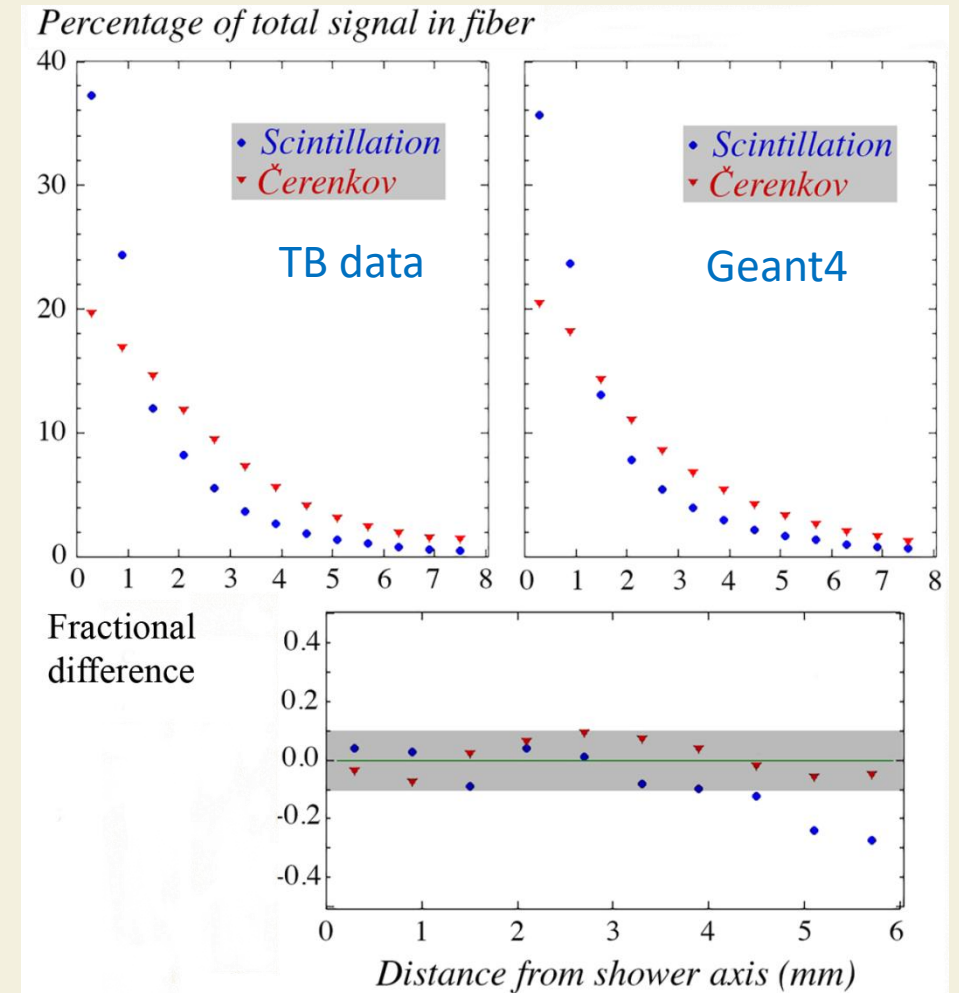 Percentage of total signal in fiber
40
30
20
10
0
• Scintillation
▾ Čerenkov
TB data
0 1 2 3 4 5 6 7 8
• Scintillation
▾ Čerenkov
Geant4
0 1 2 3 4 5 6 7 8
Fractional
difference
0.4
0.2
0.0
-0.2
-0.4
0 1 2 3 4 5 6
Distance from shower axis (mm)